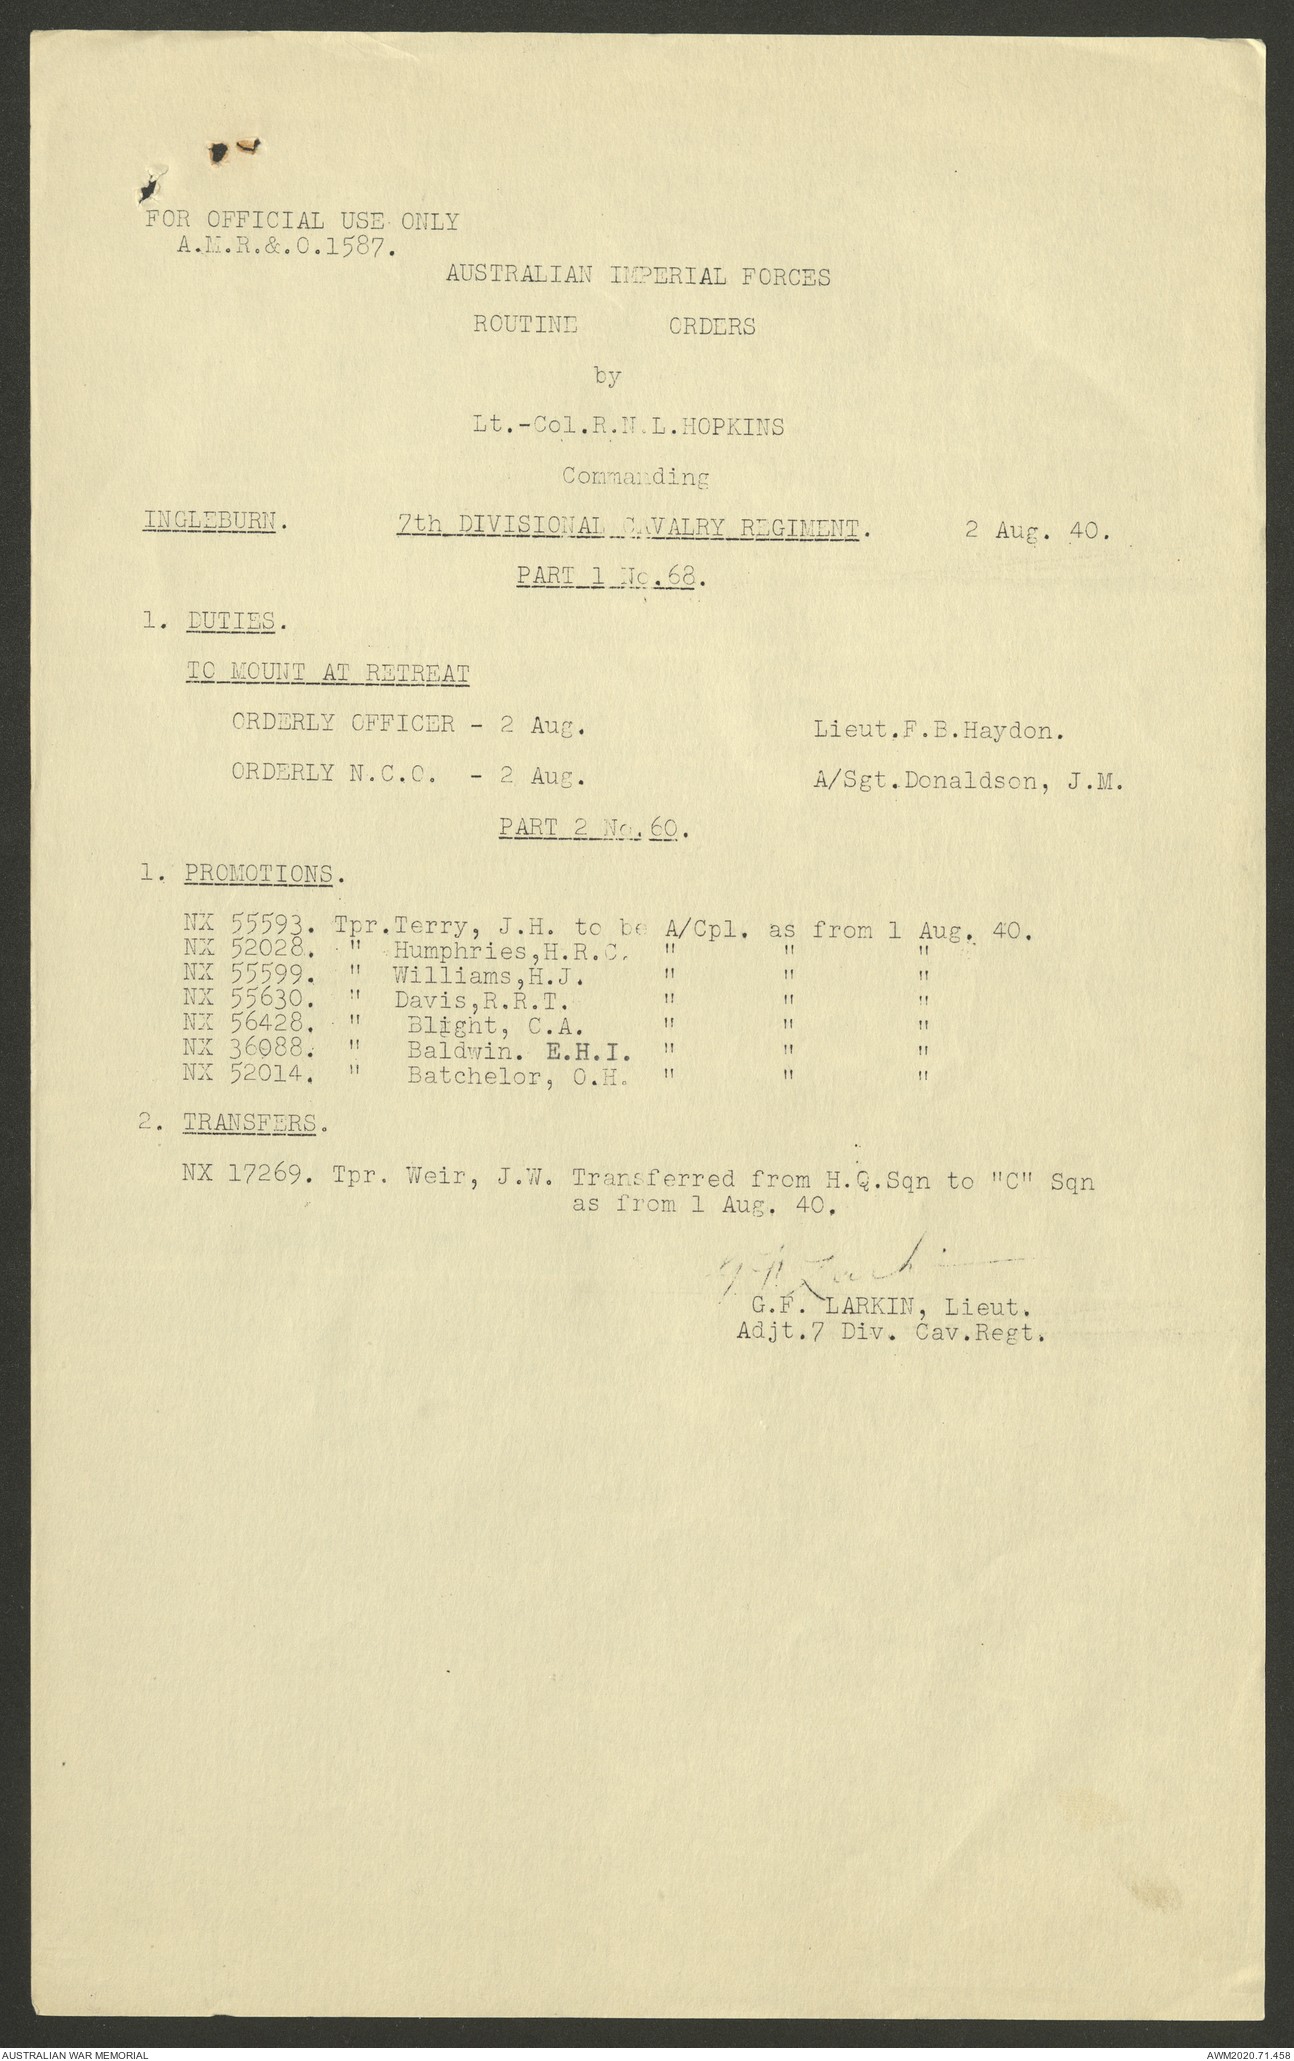 FOR OFFICIAL USE ONLY
A.M.R.&.O.1587.
AUSTRALIAN IMPERIAL FORCES
ROUTINE ORDERS
by
Lt.-Col.R.N.L.HOPKINS
Commanding
INGLEBURN. 7th DIVISIONAL CAVALRY REGIMENT. 2 Aug. 40.
PART 1 No.68.
1. DUTIES.
TO MOUNT AT RETREAT
ORDERLY OFFICER - 2 Aug. Lieut.F.B.Haydon.
ORDERLY N.C.O. - 2 Aug. A/Sgt.Donaldson, J.M.
PART 2 No.60.
1. PROMOTIONS.
NX 55593. Tpr.Terry, J.H. to be A/Cpl. as from 1 Aug. 40.
NX 52028. " Humphries,H.R.C. " " "
NX 55599. " Williams,H.J. " " "
NX 55630. " Davis,R.R.T. " " "
NX 56428. " Blight, C.A. " " "
NX 36088. " Baldwin. E.H.I. " " "
NX 52014. " Batchelor, O.H. " " "
2. TRANSFERS.
NX 17269. Tpr. Weir, J.W. Transferred from H.Q.Sqn to "C" Sqn
as from 1 Aug. 40.
G.F. Larkin
G.F. LARKIN, Lieut.
Adjt.7 Div. Cav.Regt.
AUSTRALIAN WAR MEMORIAL AWM2020.71.458